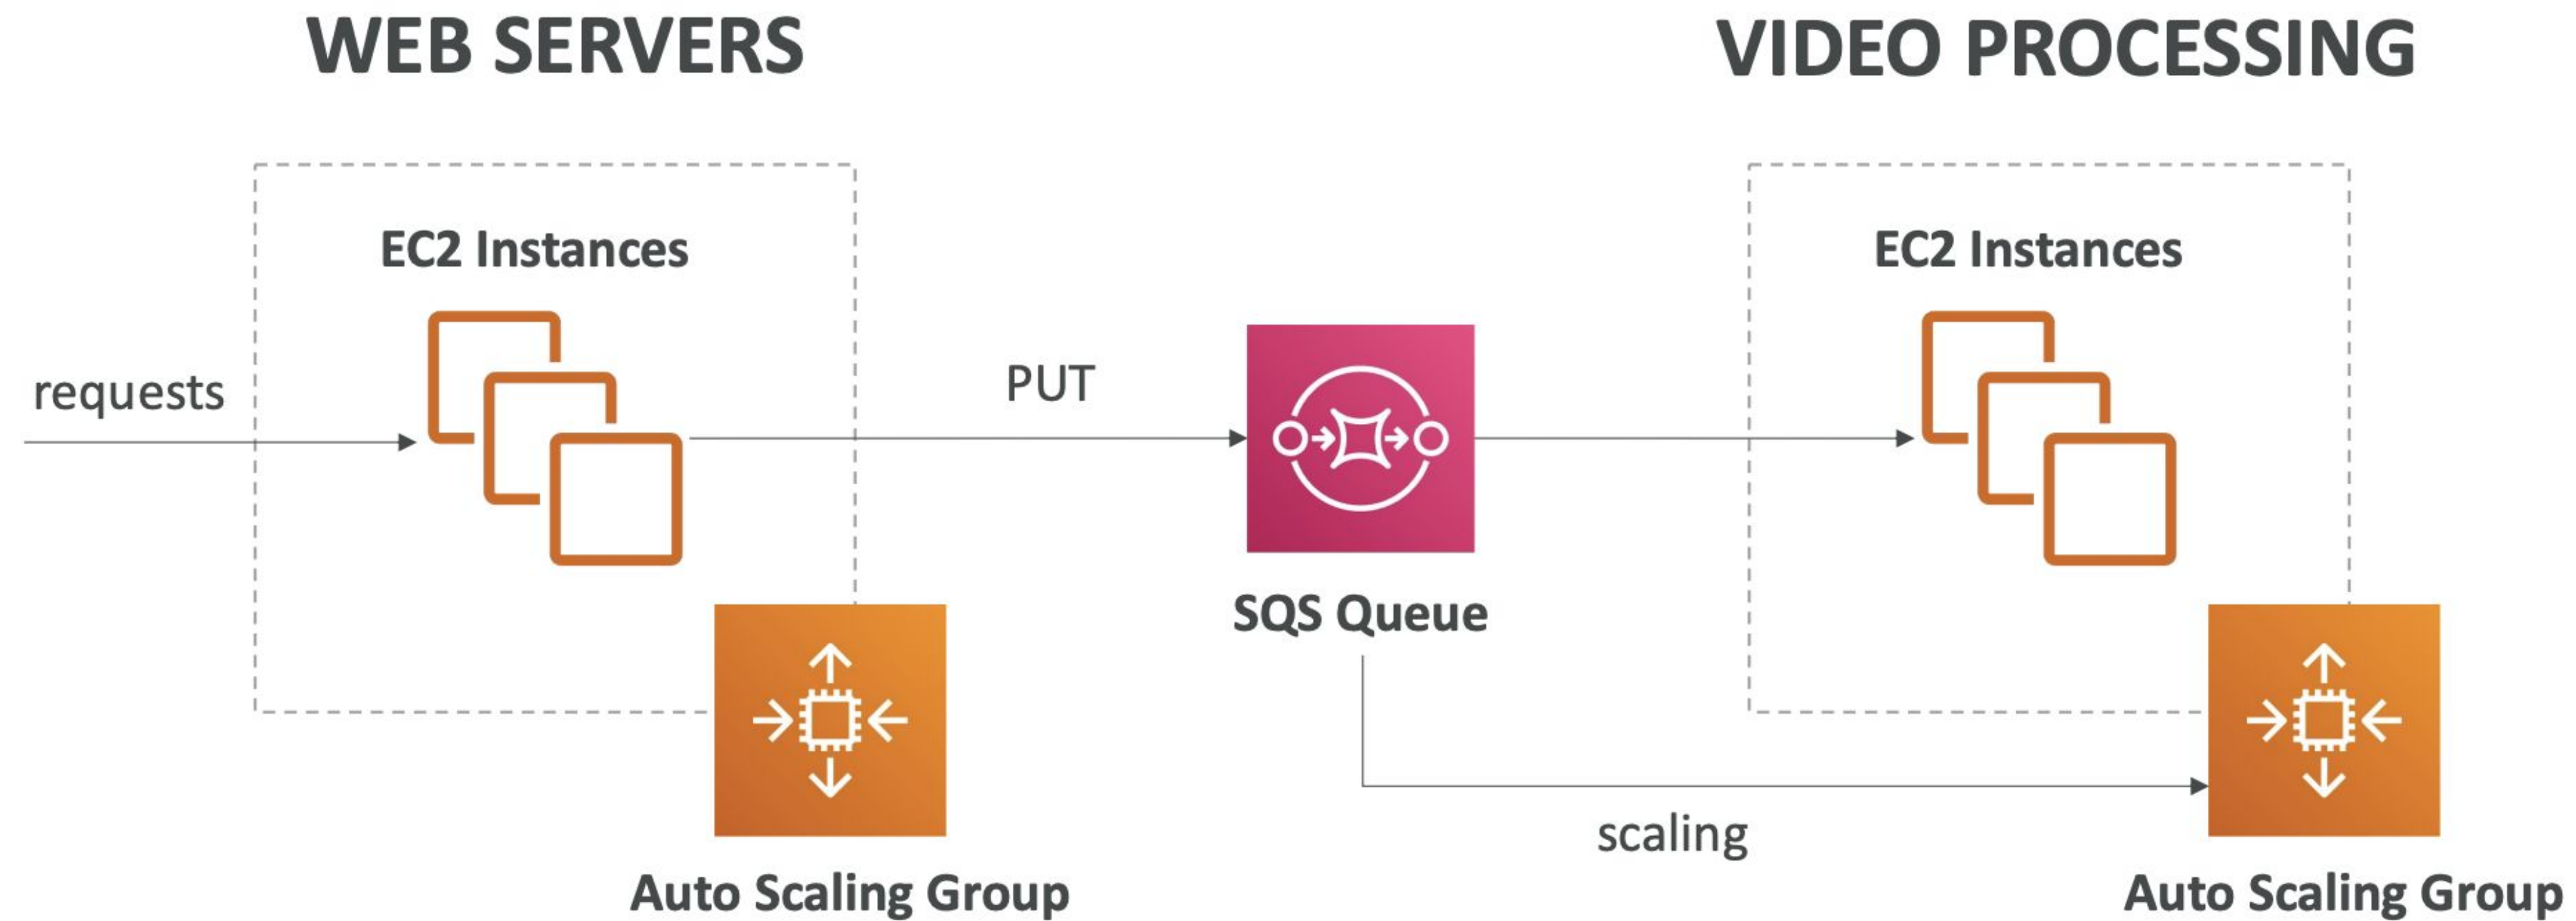 WEB SERVERS
VIDEO PROCESSING
EC2 Instances
EC2 Instances
requests
PUT
SQS Queue
scaling
Auto Scaling Group
Auto Scaling Group